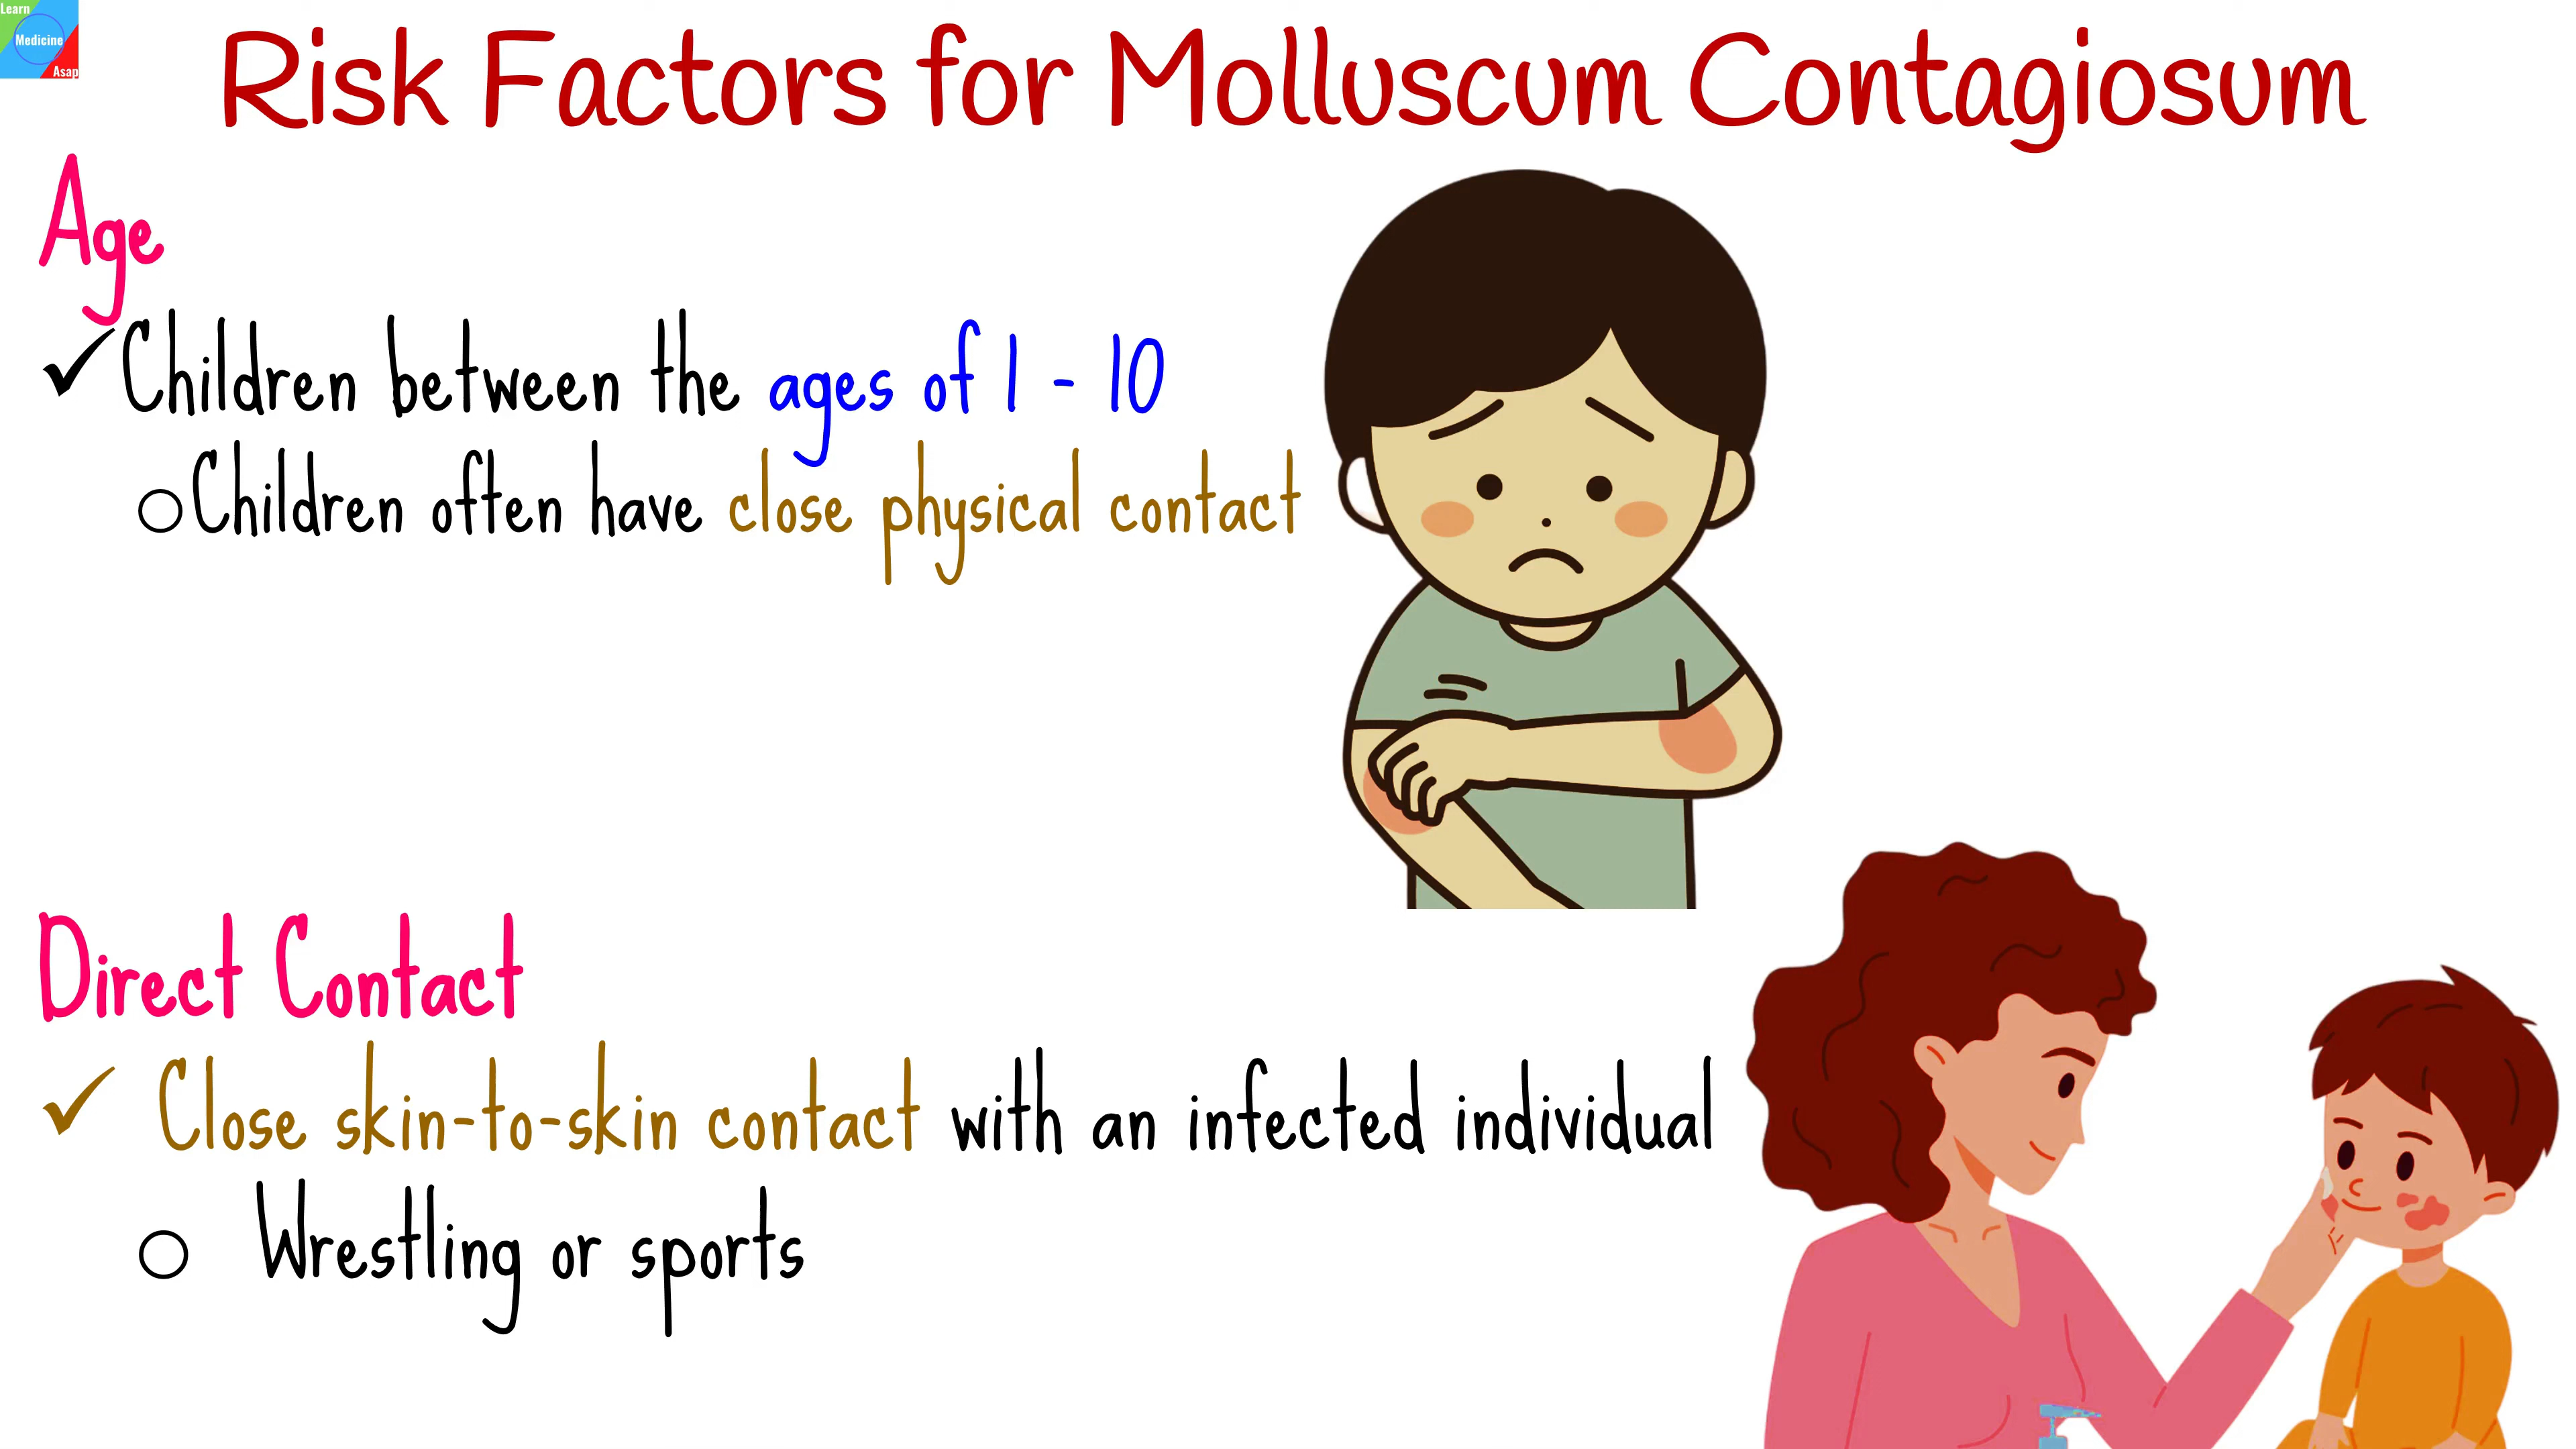 Learn
Medicine
Asap
Risk Factors for Molluscum Contagiosum
Age
✓Children between the ages of 1 - 10
○Children often have close physical contact
Direct Contact
✓ Close skin-to-skin contact with an infected individual
○ Wrestling or sports